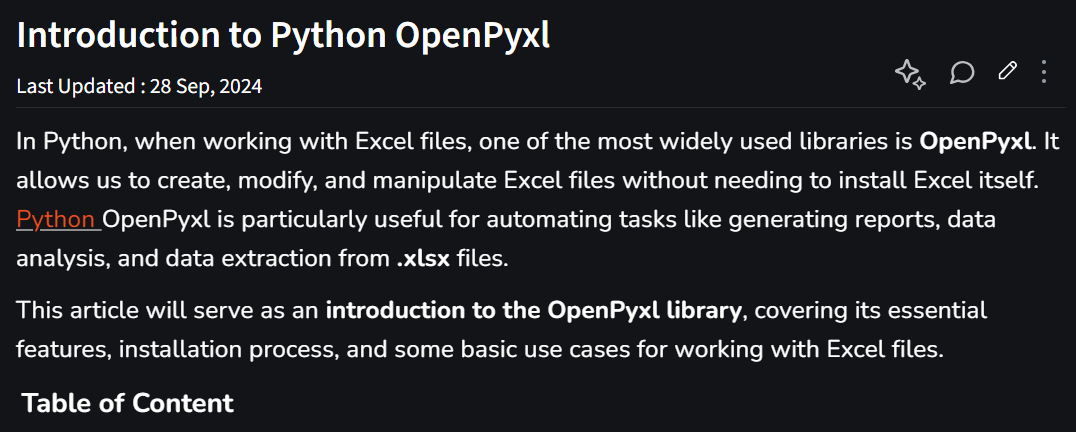 Introduction to Python OpenPyxl
Last Updated : 28 Sep, 2024
In Python, when working with Excel files, one of the most widely used libraries is OpenPyxl. It
allows us to create, modify, and manipulate Excel files without needing to install Excel itself.
Python OpenPyxl is particularly useful for automating tasks like generating reports, data
analysis, and data extraction from .xlsx files.
This article will serve as an introduction to the OpenPyxl library, covering its essential
features, installation process, and some basic use cases for working with Excel files.
Table of Content